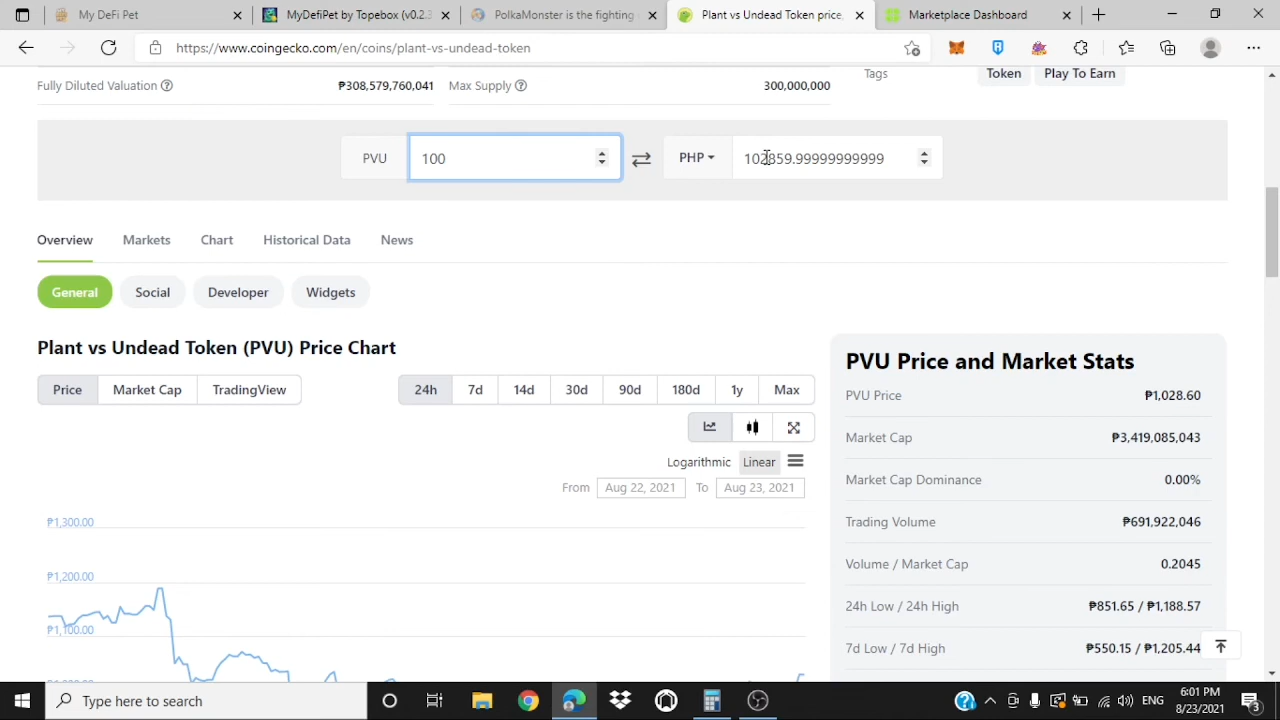 My DeFi Pet
MyDefiPet by Topebox (v0.2.3
PolkaMonster is the fighting
Plant vs Undead Token price,
Marketplace Dashboard
https://www.coingecko.com/en/coins/plant-vs-undead-token
Fully Diluted Valuation ₱308,579,760,041 Max Supply 300,000,000
Tags Token Play To Earn
PVU 100 PHP 102859.99999999999
Overview Markets Chart Historical Data News
General Social Developer Widgets
Plant vs Undead Token (PVU) Price Chart
Price Market Cap TradingView 24h 7d 14d 30d 90d 180d 1y Max
Logarithmic Linear
From Aug 22, 2021 To Aug 23, 2021
₱1,300.00
₱1,200.00
₱1,100.00
PVU Price and Market Stats
PVU Price ₱1,028.60
Market Cap ₱3,419,085,043
Market Cap Dominance 0.00%
Trading Volume ₱691,922,046
Volume / Market Cap 0.2045
24h Low / 24h High ₱851.65 / ₱1,188.57
7d Low / 7d High ₱550.15 / ₱1,205.44
Type here to search
ENG
6:01 PM
8/23/2021
3